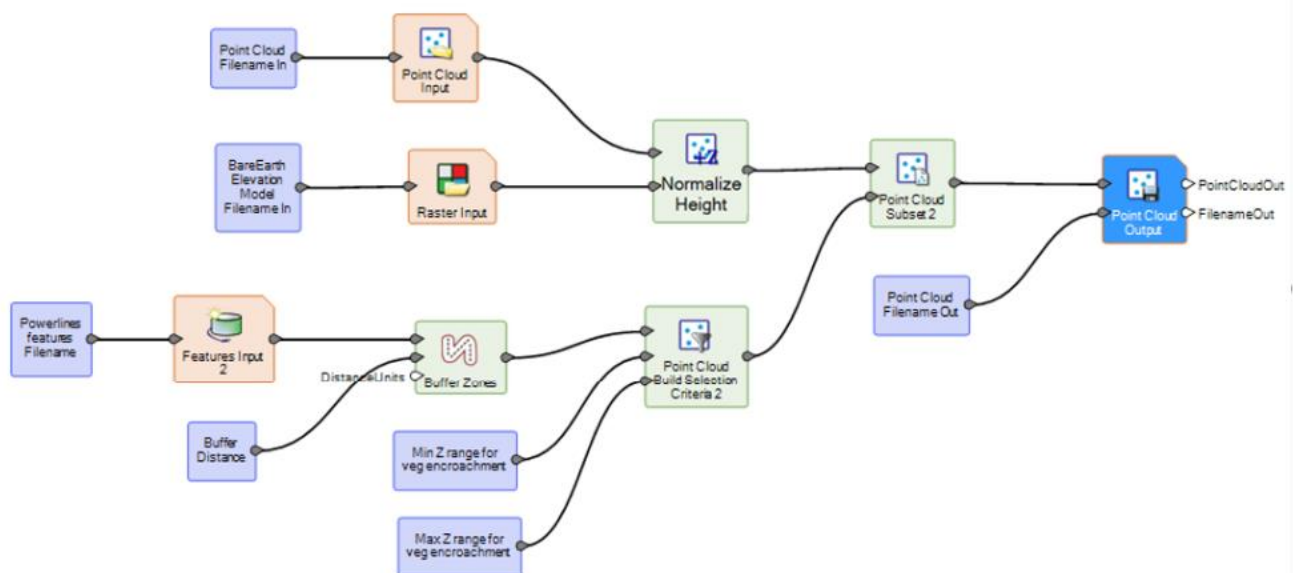 Point Cloud
Filename In
Point Cloud
Input
BareEarth
Elevation
Model
Filename In
Raster Input
Normalize
Height
Point Cloud
Subset 2
Point Cloud
Output
PointCloudOut
FilenameOut
Point Cloud
Filename Out
Powerlines
features
Filename
Features Input
2
DistanceUnits
Buffer Zones
Point Cloud
Build Selection
Criteria 2
Buffer
Distance
Min Z range for
veg encroachment
Max Z range for
veg encroachment